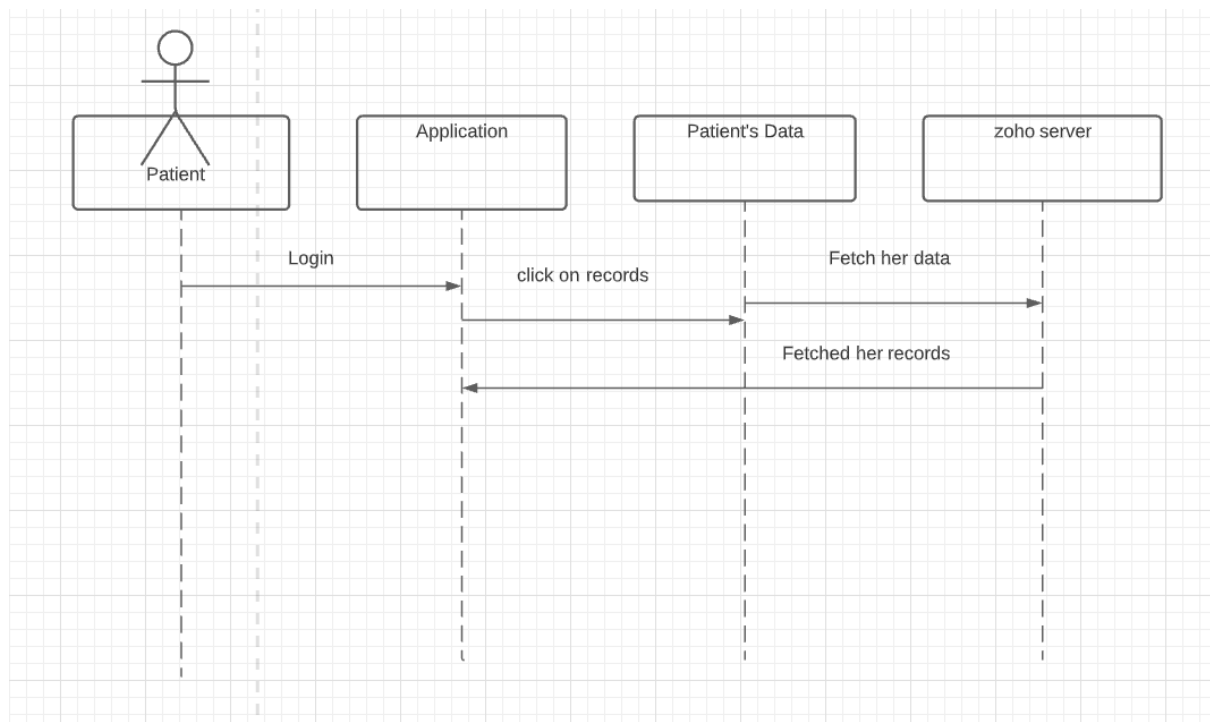 Patient
Application
Patient's Data
zoho server
Login
click on records
Fetch her data
Fetched her records